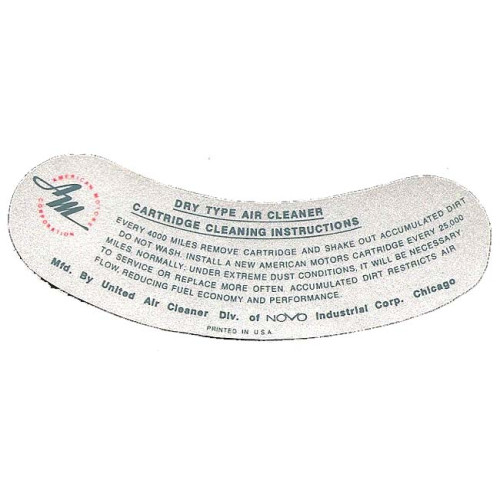 AMERICAN MOTORS
CORPORATION
AM
DRY TYPE AIR CLEANER
CARTRIDGE CLEANING INSTRUCTIONS
EVERY 4000 MILES REMOVE CARTRIDGE AND SHAKE OUT ACCUMULATED DIRT
DO NOT WASH. INSTALL A NEW AMERICAN MOTORS CARTRIDGE EVERY 25,000
MILES, NORMALLY; UNDER EXTREME DUST CONDITIONS, IT WILL BE NECESSARY
TO SERVICE OR REPLACE MORE OFTEN. ACCUMULATED DIRT RESTRICTS AIR
FLOW, REDUCING FUEL ECONOMY AND PERFORMANCE.
Mfd. By United Air Cleaner Div. of NOVO Industrial Corp. Chicago
PRINTED IN U.S.A.